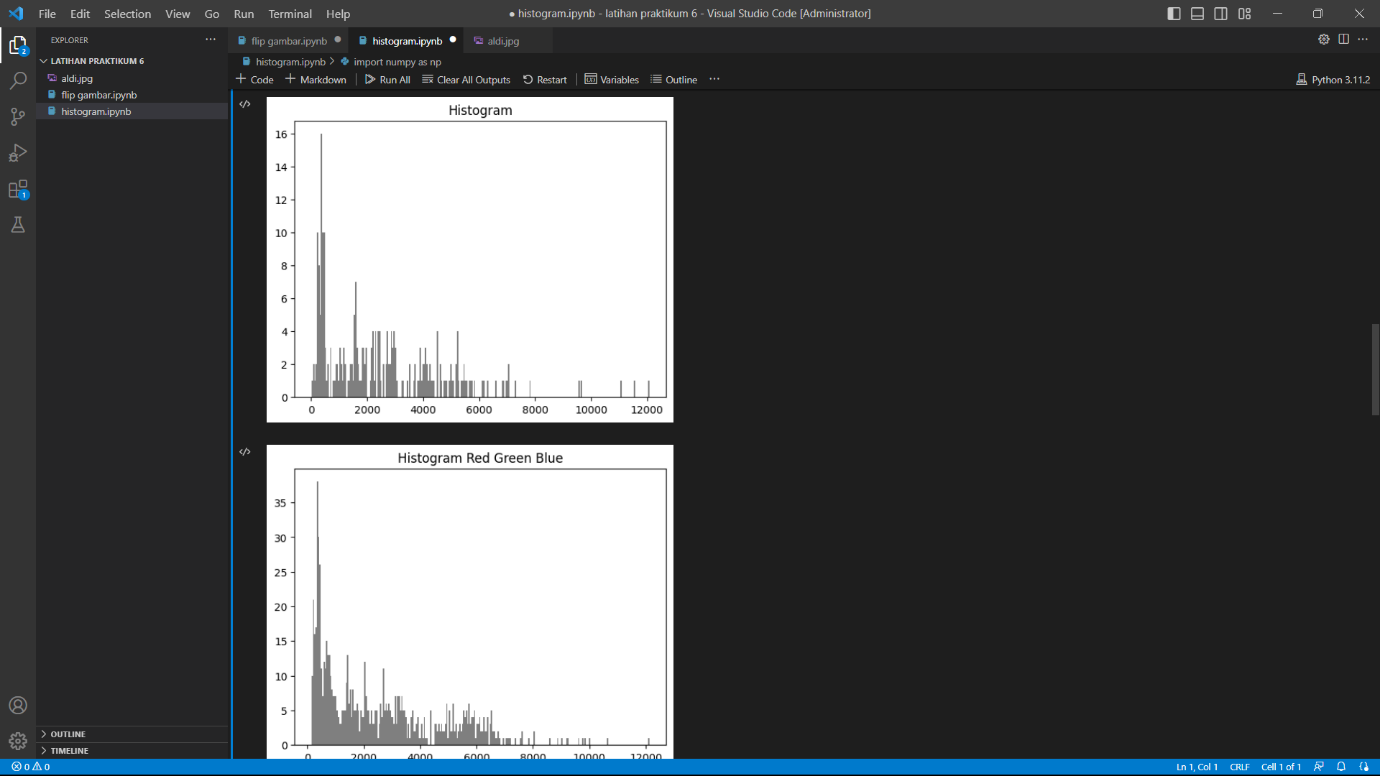 File Edit Selection View Go Run Terminal Help
● histogram.ipynb - latihan praktikum 6 - Visual Studio Code [Administrator]
EXPLORER
flip gambar.ipynb
histogram.ipynb
aldi.jpg
LATIHAN PRAKTIKUM 6
histogram.ipynb > import numpy as np
aldi.jpg
flip gambar.ipynb
histogram.ipynb
+ Code + Markdown Run All Clear All Outputs Restart Variables Outline ···
Python 3.11.2
2
1
Histogram
16
14
12
10
8
6
4
2
0
0 2000 4000 6000 8000 10000 12000
Histogram Red Green Blue
35
30
25
20
15
10
5
0
0 2000 4000 6000 8000 10000 12000
OUTLINE
TIMELINE
0 0
Ln 1, Col 1 CRLF Cell 1 of 1